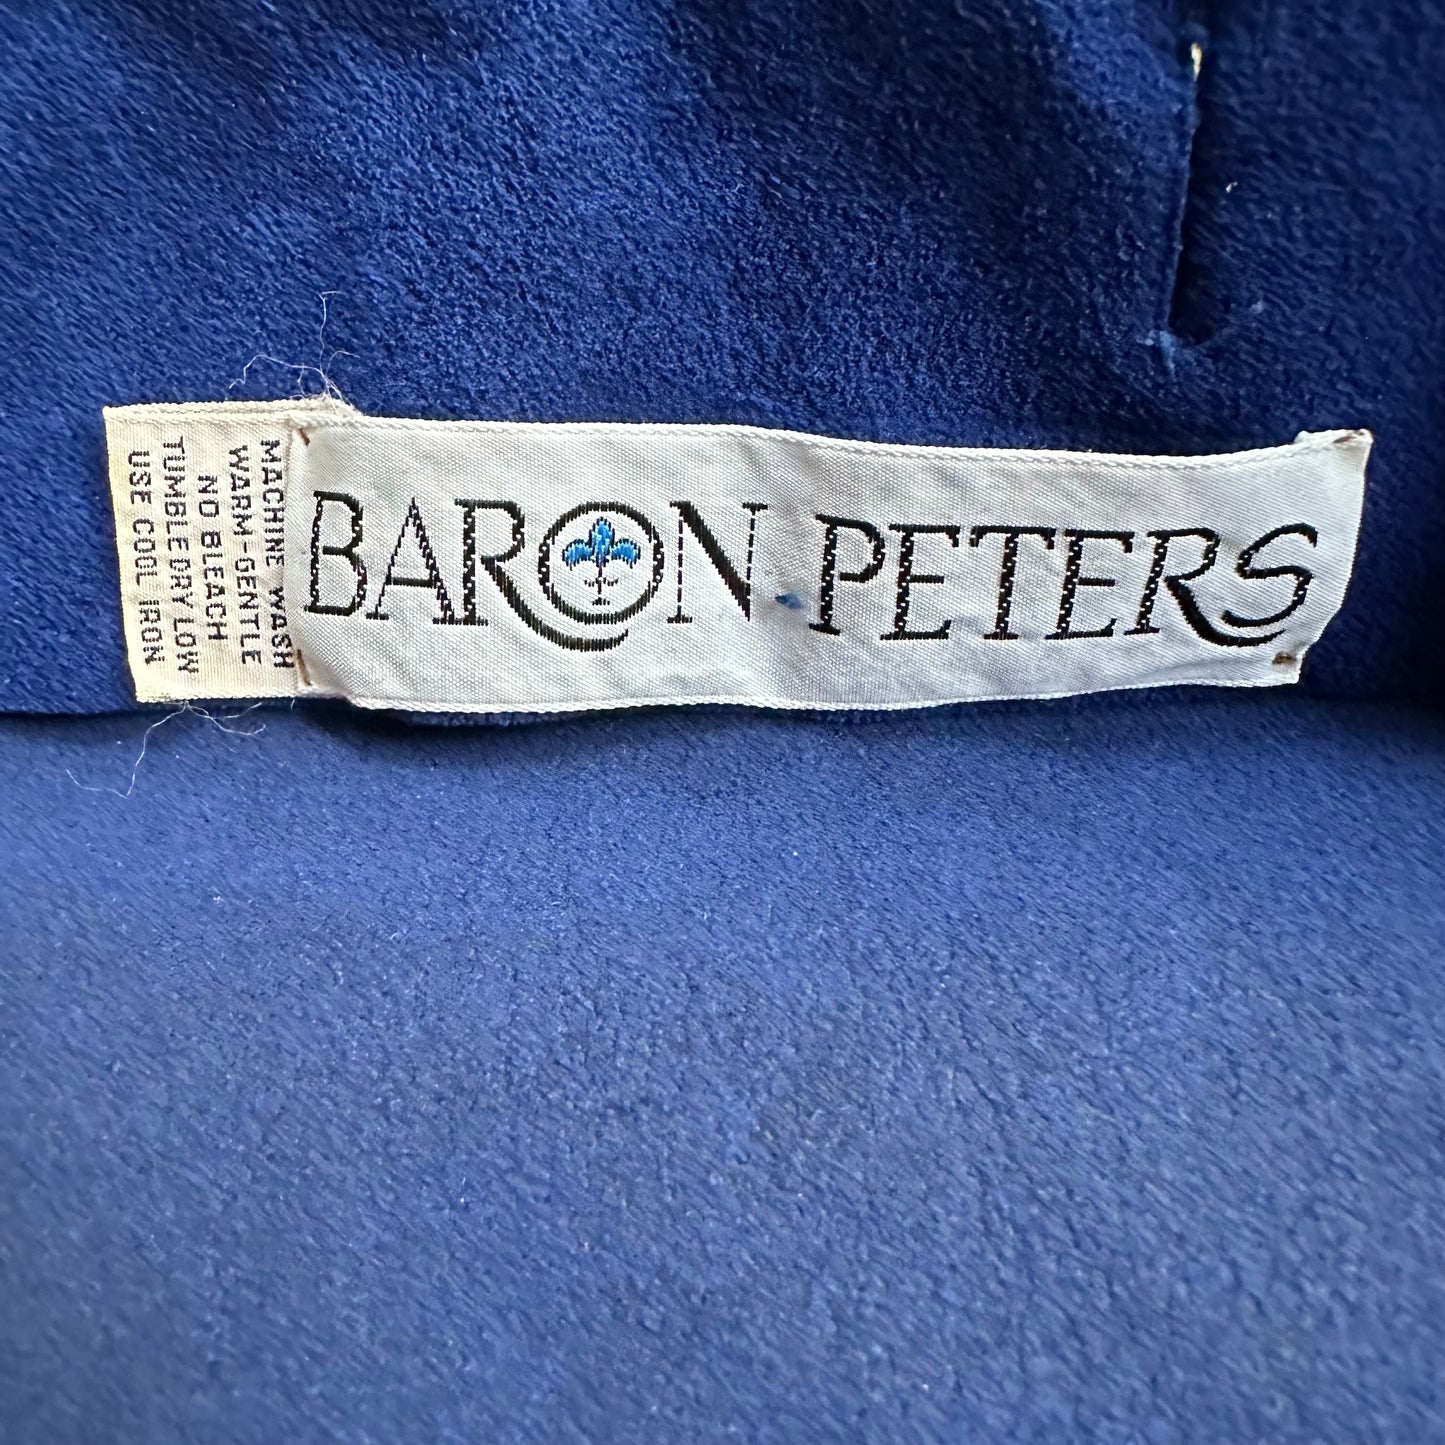 BARON PETERS
MACHINE WASH
WARM-GENTLE
NO BLEACH
TUMBLE DRY LOW
USE COOL IRON